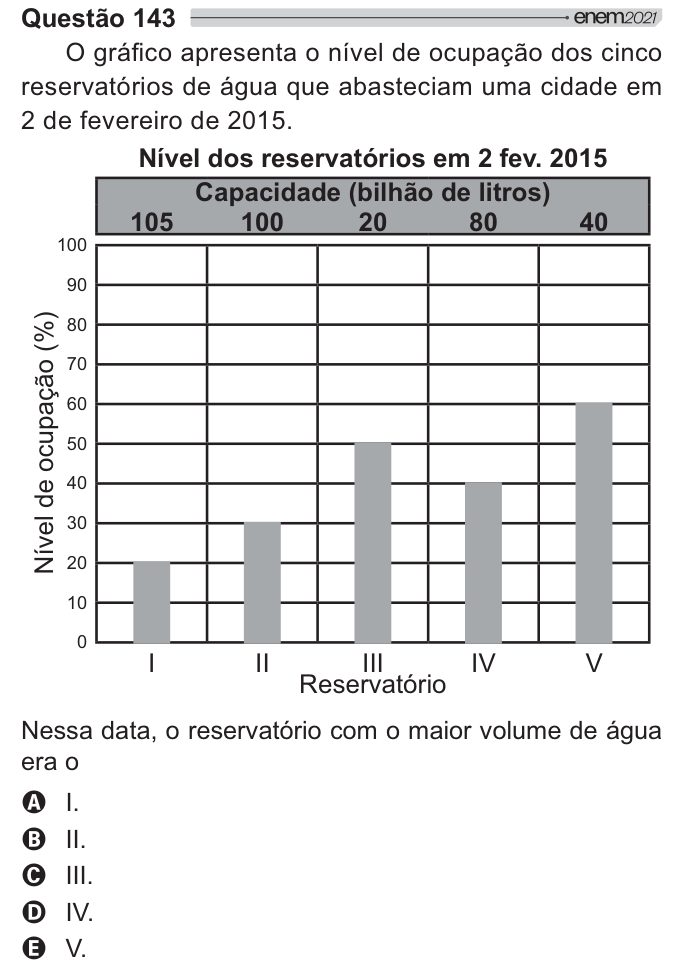 Questão 143
enem2021
O gráfico apresenta o nível de ocupação dos cinco
reservatórios de água que abasteciam uma cidade em
2 de fevereiro de 2015.
Nível dos reservatórios em 2 fev. 2015
Capacidade (bilhão de litros)
105 100 20 80 40
Nível de ocupação (%)
100
90
80
70
60
50
40
30
20
10
0
I II III IV V
Reservatório
Nessa data, o reservatório com o maior volume de água
era o
A I.
B II.
C III.
D IV.
E V.